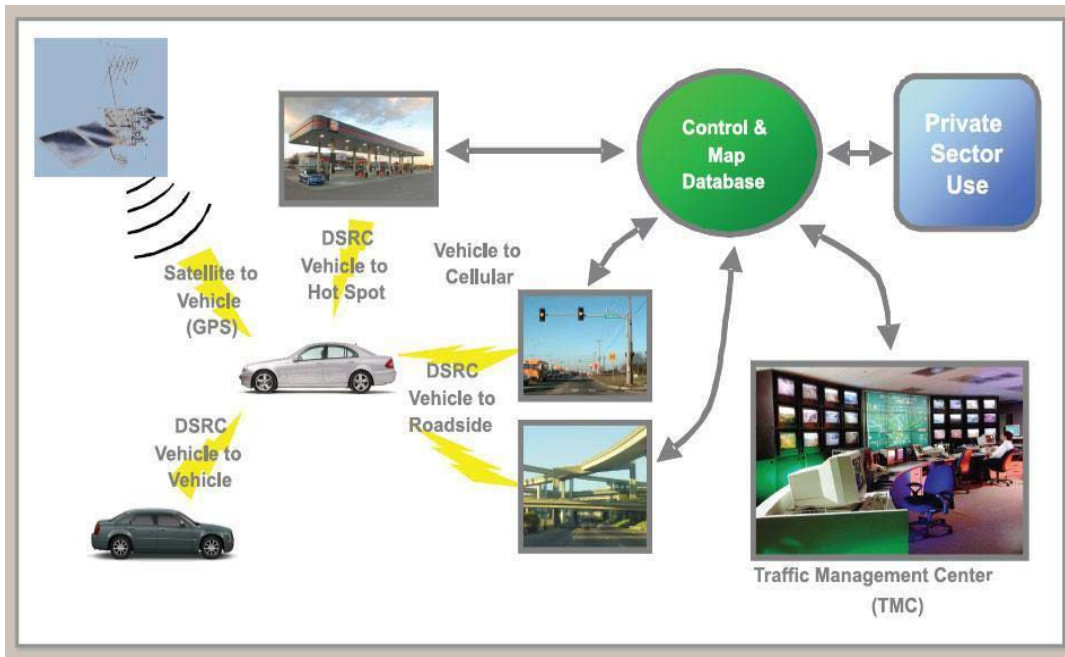 Control &
Map
Database
Private
Sector
Use
DSRC
Vehicle to
Hot Spot
Vehicle to
Cellular
Satellite to
Vehicle
(GPS)
DSRC
Vehicle to
Roadside
DSRC
Vehicle to
Vehicle
Traffic Management Center
(TMC)